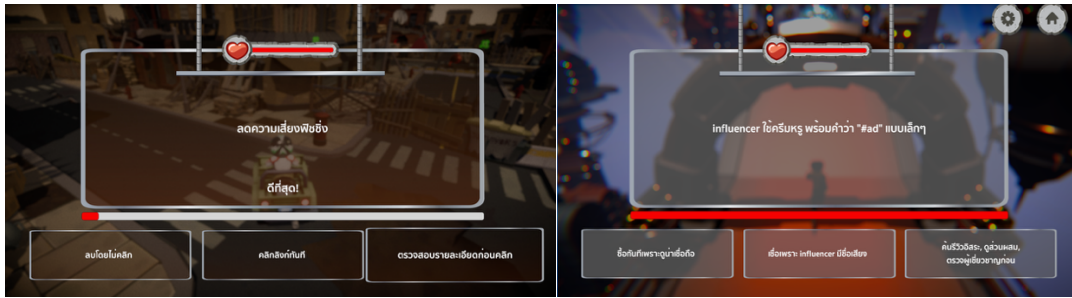 ลดความเสี่ยงฟิชชิ่ง
ดีที่สุด!
ลบโดยไม่คลิก
คลิกลิงก์ทันที
ตรวจสอบรายละเอียดก่อนคลิก
influencer ใช้ครีมหรู พร้อมคำว่า "#ad" แบบเล็กๆ
ซื้อทันทีเพราะดูน่าเชื่อถือ
เชื่อเพราะ influencer มีชื่อเสียง
ค้นรีวิวอิสระ, ดูส่วนผสม,
ตรวจผู้เชี่ยวชาญก่อน